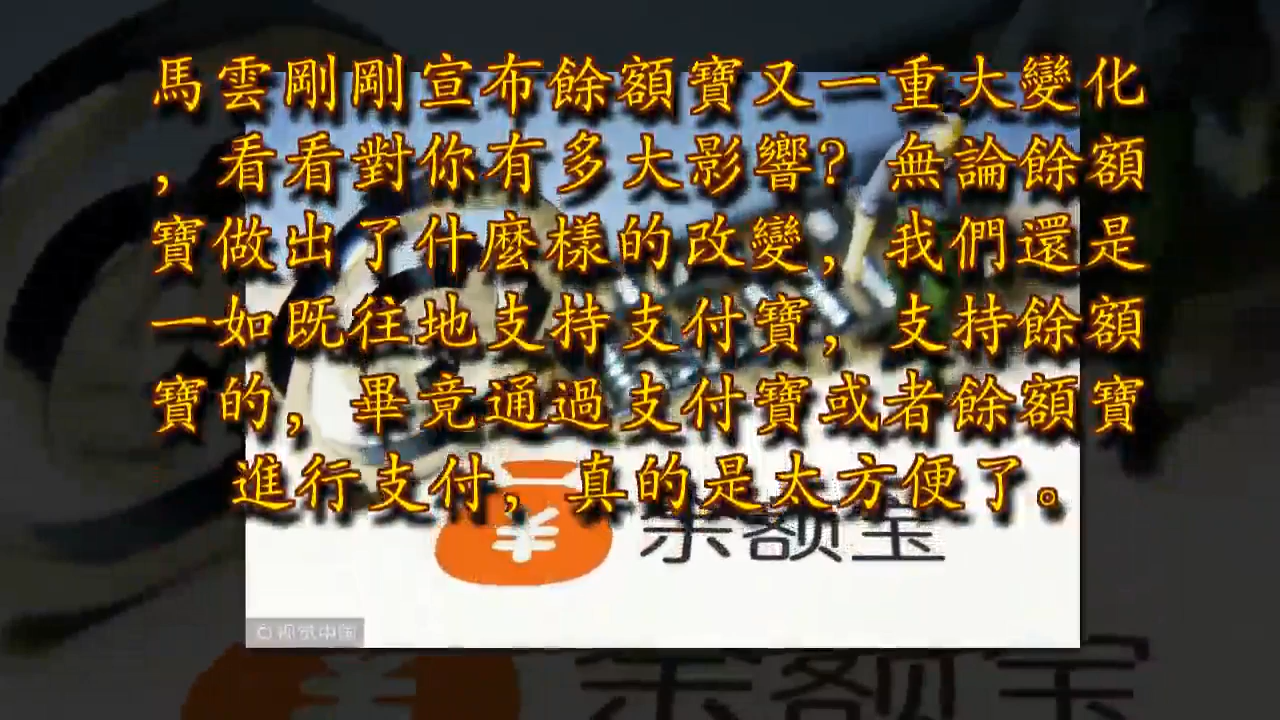 馬雲剛剛宣布餘額寶又一重大變化
，看看對你有多大影響？無論餘額
寶做出了什麼樣的改變，我們還是
一如既往地支持支付寶，支持餘額
寶的，畢竟通過支付寶或者餘額寶
進行支付，真的是太方便了。
余额宝
视觉中国
余额宝